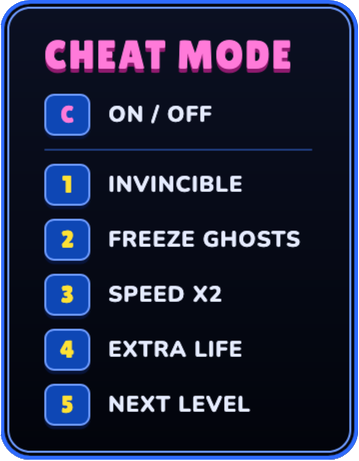 CHEAT MODE
C ON / OFF
1 INVINCIBLE
2 FREEZE GHOSTS
3 SPEED X2
4 EXTRA LIFE
5 NEXT LEVEL